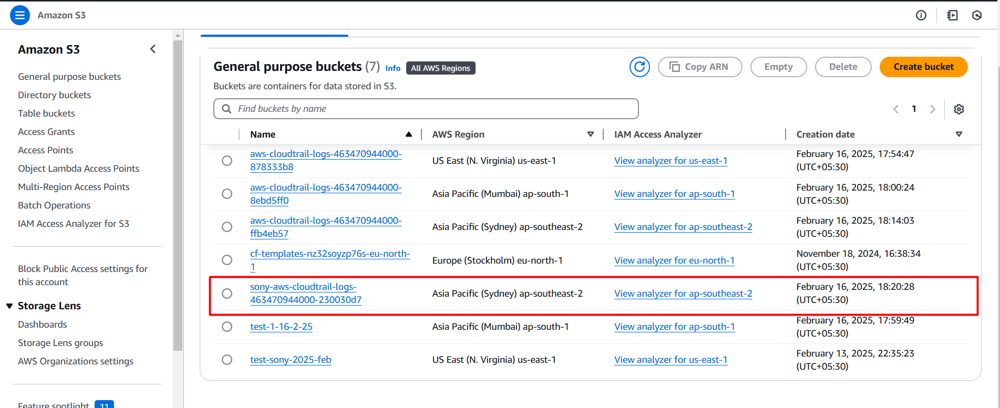 Amazon S3
Amazon S3
General purpose buckets
Directory buckets
Table buckets
Access Grants
Access Points
Object Lambda Access Points
Multi-Region Access Points
Batch Operations
IAM Access Analyzer for S3
Block Public Access settings for
this account
Storage Lens
Dashboards
Storage Lens groups
AWS Organizations settings
Feature spotlight 11
General purpose buckets (7) Info All AWS Regions
Copy ARN Empty Delete Create bucket
Buckets are containers for data stored in S3.
Find buckets by name
1
Name AWS Region IAM Access Analyzer Creation date
aws-cloudtrail-logs-463470944000-
878333b8
US East (N. Virginia) us-east-1
View analyzer for us-east-1
February 16, 2025, 17:54:47
(UTC+05:30)
aws-cloudtrail-logs-463470944000-
8ebd5ff0
Asia Pacific (Mumbai) ap-south-1
View analyzer for ap-south-1
February 16, 2025, 18:00:24
(UTC+05:30)
aws-cloudtrail-logs-463470944000-
ffb4eb57
Asia Pacific (Sydney) ap-southeast-2
View analyzer for ap-southeast-2
February 16, 2025, 18:14:03
(UTC+05:30)
cf-templates-nz32soyzp76s-eu-north-
1
Europe (Stockholm) eu-north-1
View analyzer for eu-north-1
November 18, 2024, 16:38:34
(UTC+05:30)
sony-aws-cloudtrail-logs-
463470944000-230030d7
Asia Pacific (Sydney) ap-southeast-2
View analyzer for ap-southeast-2
February 16, 2025, 18:20:28
(UTC+05:30)
test-1-16-2-25
Asia Pacific (Mumbai) ap-south-1
View analyzer for ap-south-1
February 16, 2025, 17:59:49
(UTC+05:30)
test-sony-2025-feb
US East (N. Virginia) us-east-1
View analyzer for us-east-1
February 13, 2025, 22:35:23
(UTC+05:30)